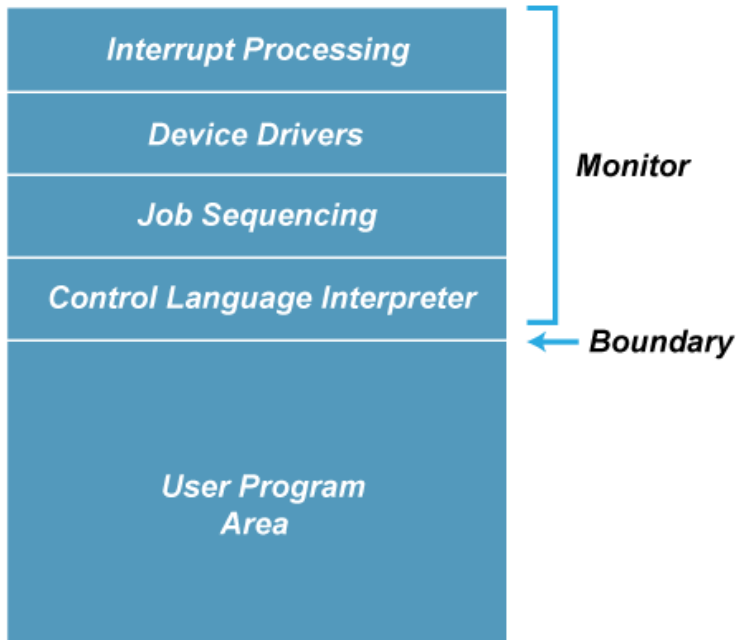 Interrupt Processing
Device Drivers
Monitor
Job Sequencing
Control Language Interpreter
Boundary
User Program
Area